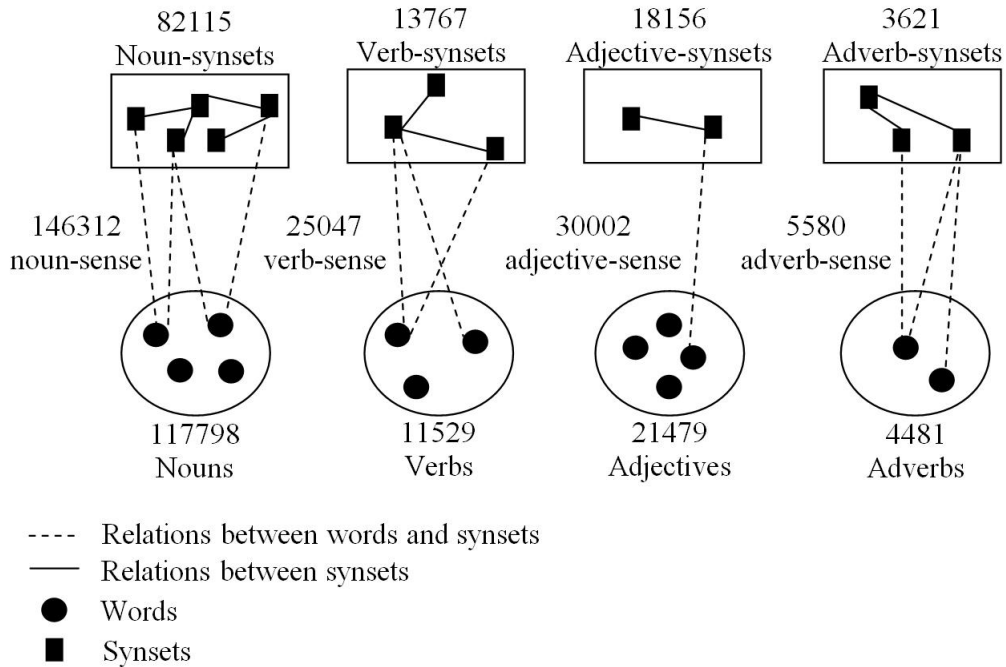 82115
Noun-synsets
13767
Verb-synsets
18156
Adjective-synsets
3621
Adverb-synsets
146312
noun-sense
25047
verb-sense
30002
adjective-sense
5580
adverb-sense
117798
Nouns
11529
Verbs
21479
Adjectives
4481
Adverbs
Relations between words and synsets
Relations between synsets
Words
Synsets